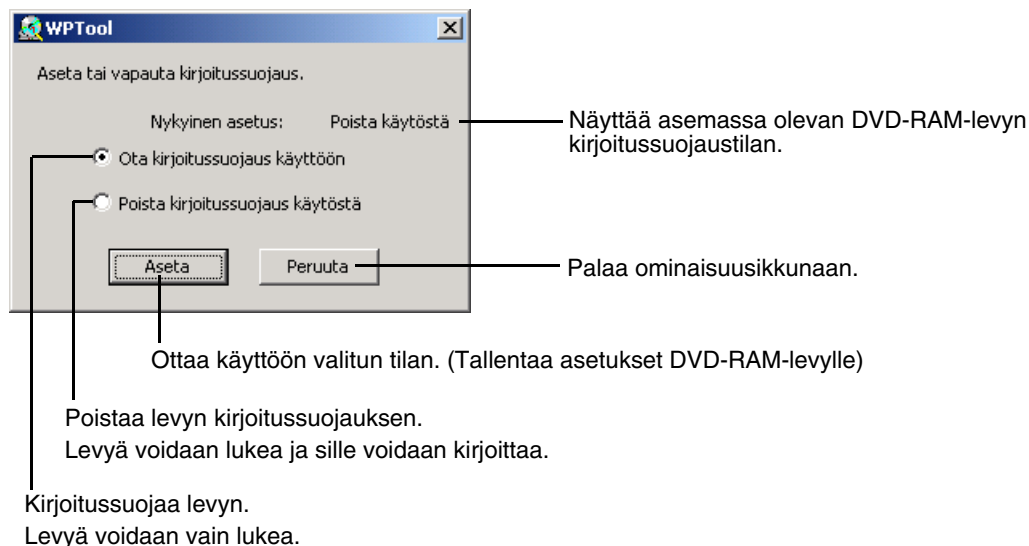 WPTool
Aseta tai vapauta kirjoitussuojaus.
Nykyinen asetus: Poista käytöstä
Näyttää asemassa olevan DVD-RAM-levyn
kirjoitussuojaustilan.
Ota kirjoitussuojaus käyttöön
Poista kirjoitussuojaus käytöstä
Aseta
Peruuta
Palaa ominaisuusikkunaan.
Ottaa käyttöön valitun tilan. (Tallentaa asetukset DVD-RAM-levylle)
Poistaa levyn kirjoitussuojauksen.
Levyä voidaan lukea ja sille voidaan kirjoittaa.
Kirjoitussuojaa levyn.
Levyä voidaan vain lukea.